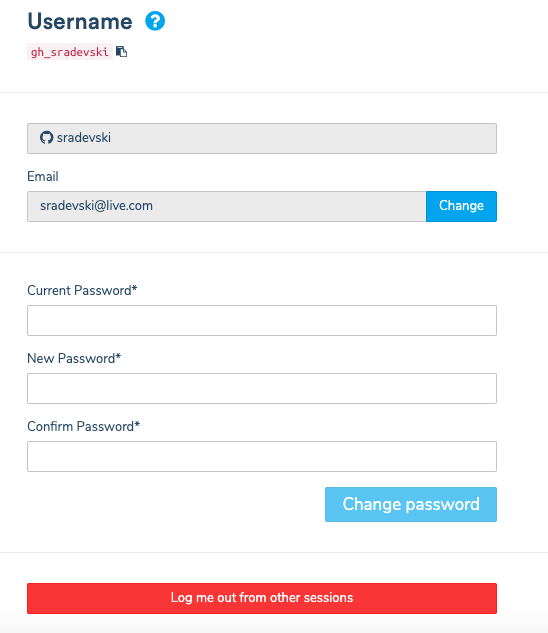 Username ?
gh_sradevski
sradevski
Email
sradevski@live.com Change
Current Password*
New Password*
Confirm Password*
Change password
Log me out from other sessions